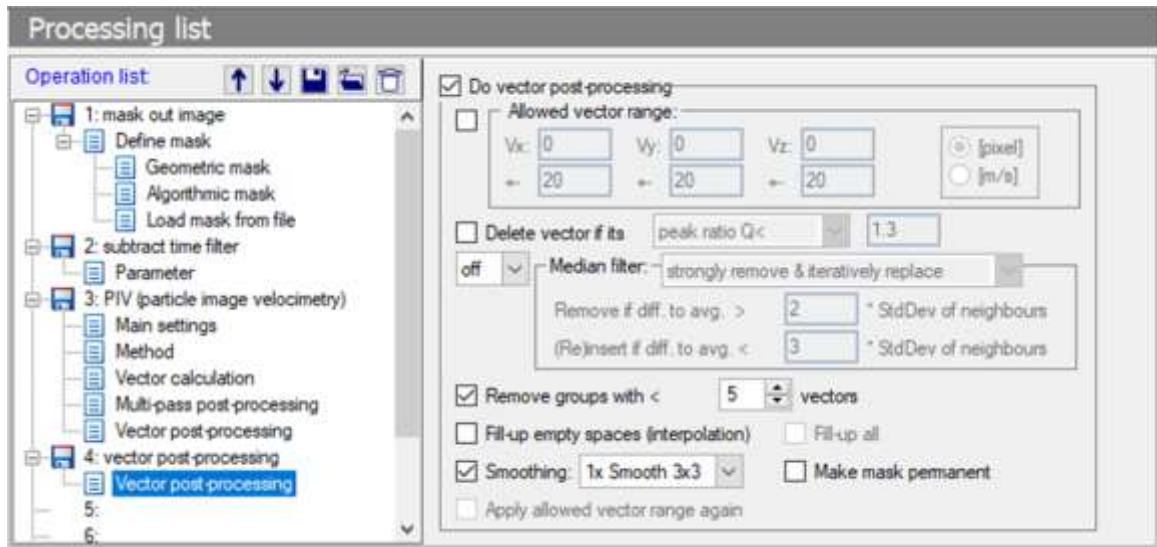 Processing list
Operation list:
1: mask out image
Define mask
Geometric mask
Algorithmic mask
Load mask from file
2: subtract time filter
Parameter
3: PIV (particle image velocimetry)
Main settings
Method
Vector calculation
Multi-pass post-processing
Vector post-processing
4: vector post-processing
Vector post-processing
5:
6:
Do vector post-processing
Allowed vector range:
Vx: 0 Vy: 0 Vz: 0 [pixel]
+- 20 +- 20 +- 20 [m/s]
Delete vector if its peak ratio Q< 1.3
off Median filter: strongly remove & iteratively replace
Remove if diff. to avg. > 2 * StdDev of neighbours
(Re)insert if diff. to avg. < 3 * StdDev of neighbours
Remove groups with < 5 vectors
Fill-up empty spaces (interpolation) Fill-up all
Smoothing: 1x Smooth 3x3 Make mask permanent
Apply allowed vector range again